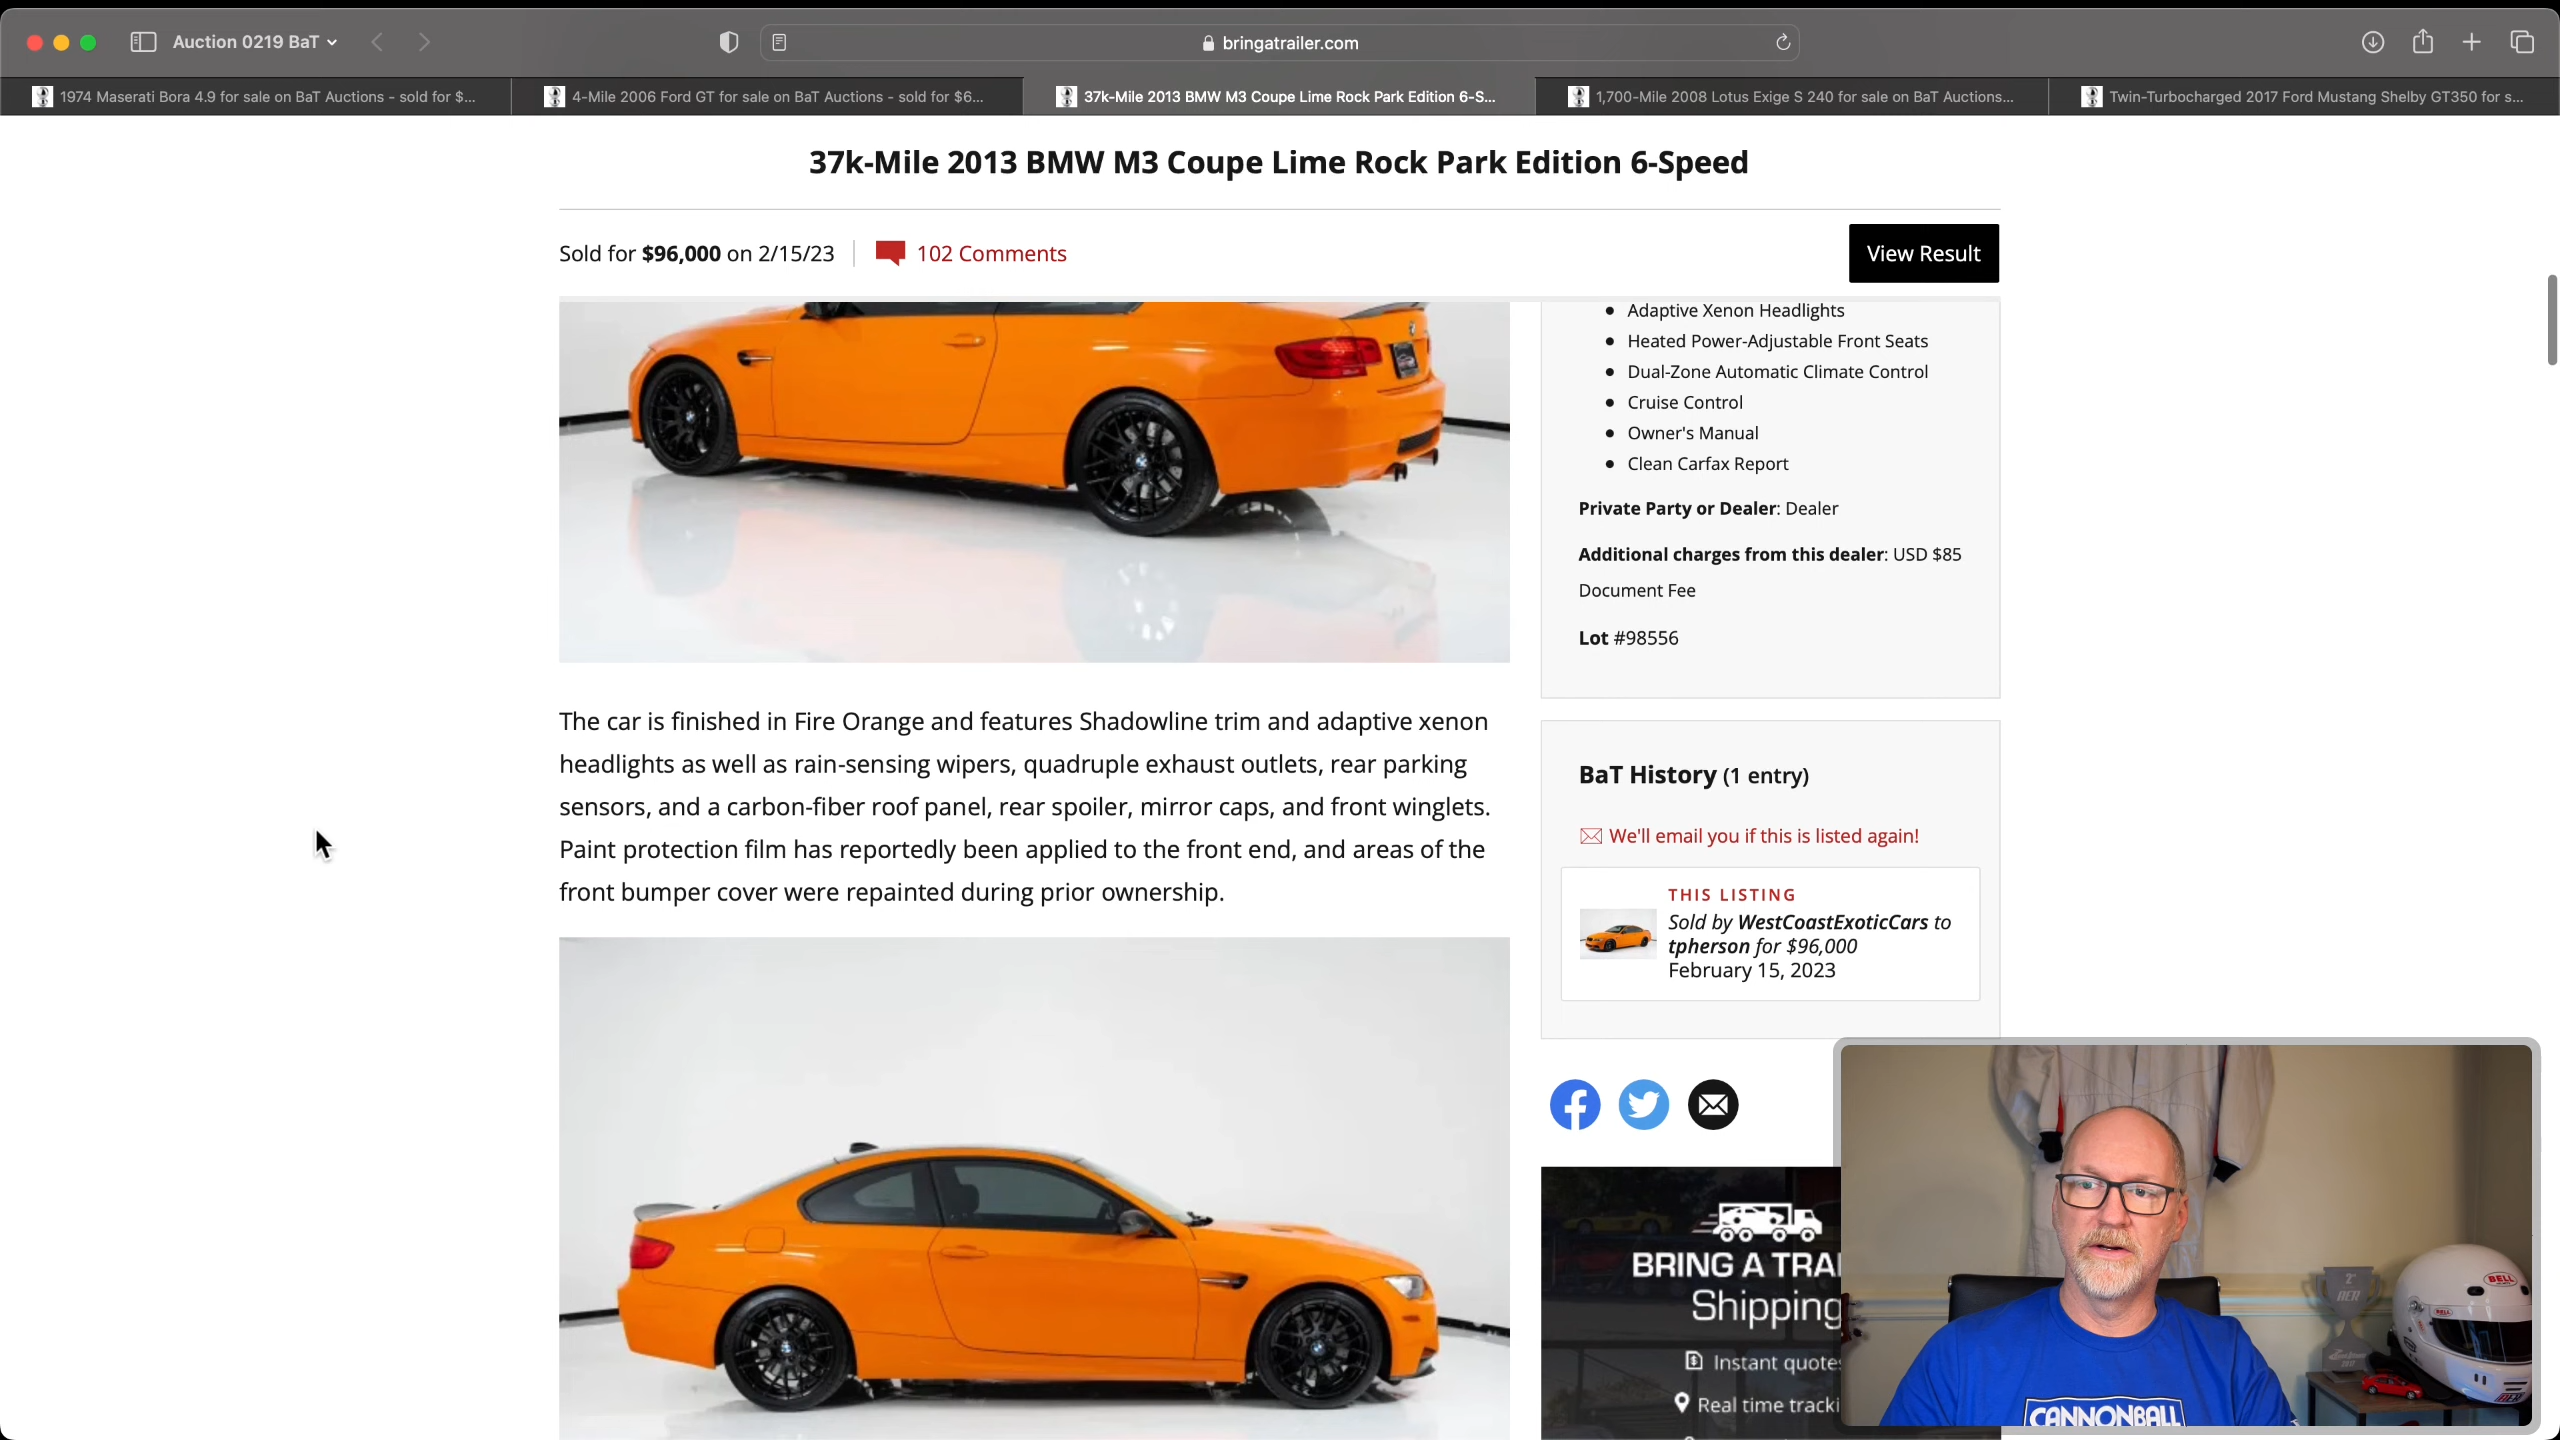 Auction 0219 BaT
bringatrailer.com
1974 Maserati Bora 4.9 for sale on BaT Auctions - sold for $...
4-Mile 2006 Ford GT for sale on BaT Auctions - sold for $6...
37k-Mile 2013 BMW M3 Coupe Lime Rock Park Edition 6-S...
1,700-Mile 2008 Lotus Exige S 240 for sale on BaT Auctions...
Twin-Turbocharged 2017 Ford Mustang Shelby GT350 for s...
37k-Mile 2013 BMW M3 Coupe Lime Rock Park Edition 6-Speed
Sold for $96,000 on 2/15/23
102 Comments
View Result
Adaptive Xenon Headlights
Heated Power-Adjustable Front Seats
Dual-Zone Automatic Climate Control
Cruise Control
Owner's Manual
Clean Carfax Report
Private Party or Dealer: Dealer
Additional charges from this dealer: USD $85
Document Fee
Lot #98556
The car is finished in Fire Orange and features Shadowline trim and adaptive xenon
headlights as well as rain-sensing wipers, quadruple exhaust outlets, rear parking
sensors, and a carbon-fiber roof panel, rear spoiler, mirror caps, and front winglets.
Paint protection film has reportedly been applied to the front end, and areas of the
front bumper cover were repainted during prior ownership.
BaT History (1 entry)
We'll email you if this is listed again!
THIS LISTING
Sold by WestCoastExoticCars to
tpherson for $96,000
February 15, 2023
BRING A TRAI
Shipping
Instant quotes
Real time tracki
CANNONBALL
2nd
AER
BELL
BELL